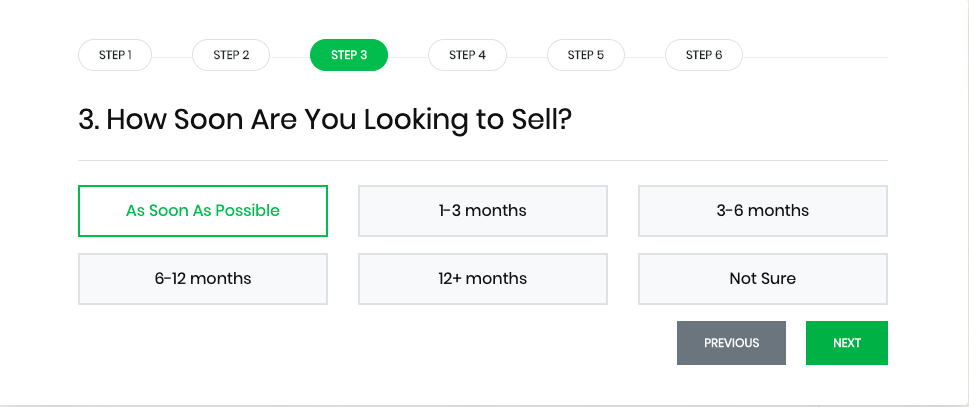 STEP 1 STEP 2 STEP 3 STEP 4 STEP 5 STEP 6
3. How Soon Are You Looking to Sell?
As Soon As Possible 1-3 months 3-6 months
6-12 months 12+ months Not Sure
PREVIOUS NEXT